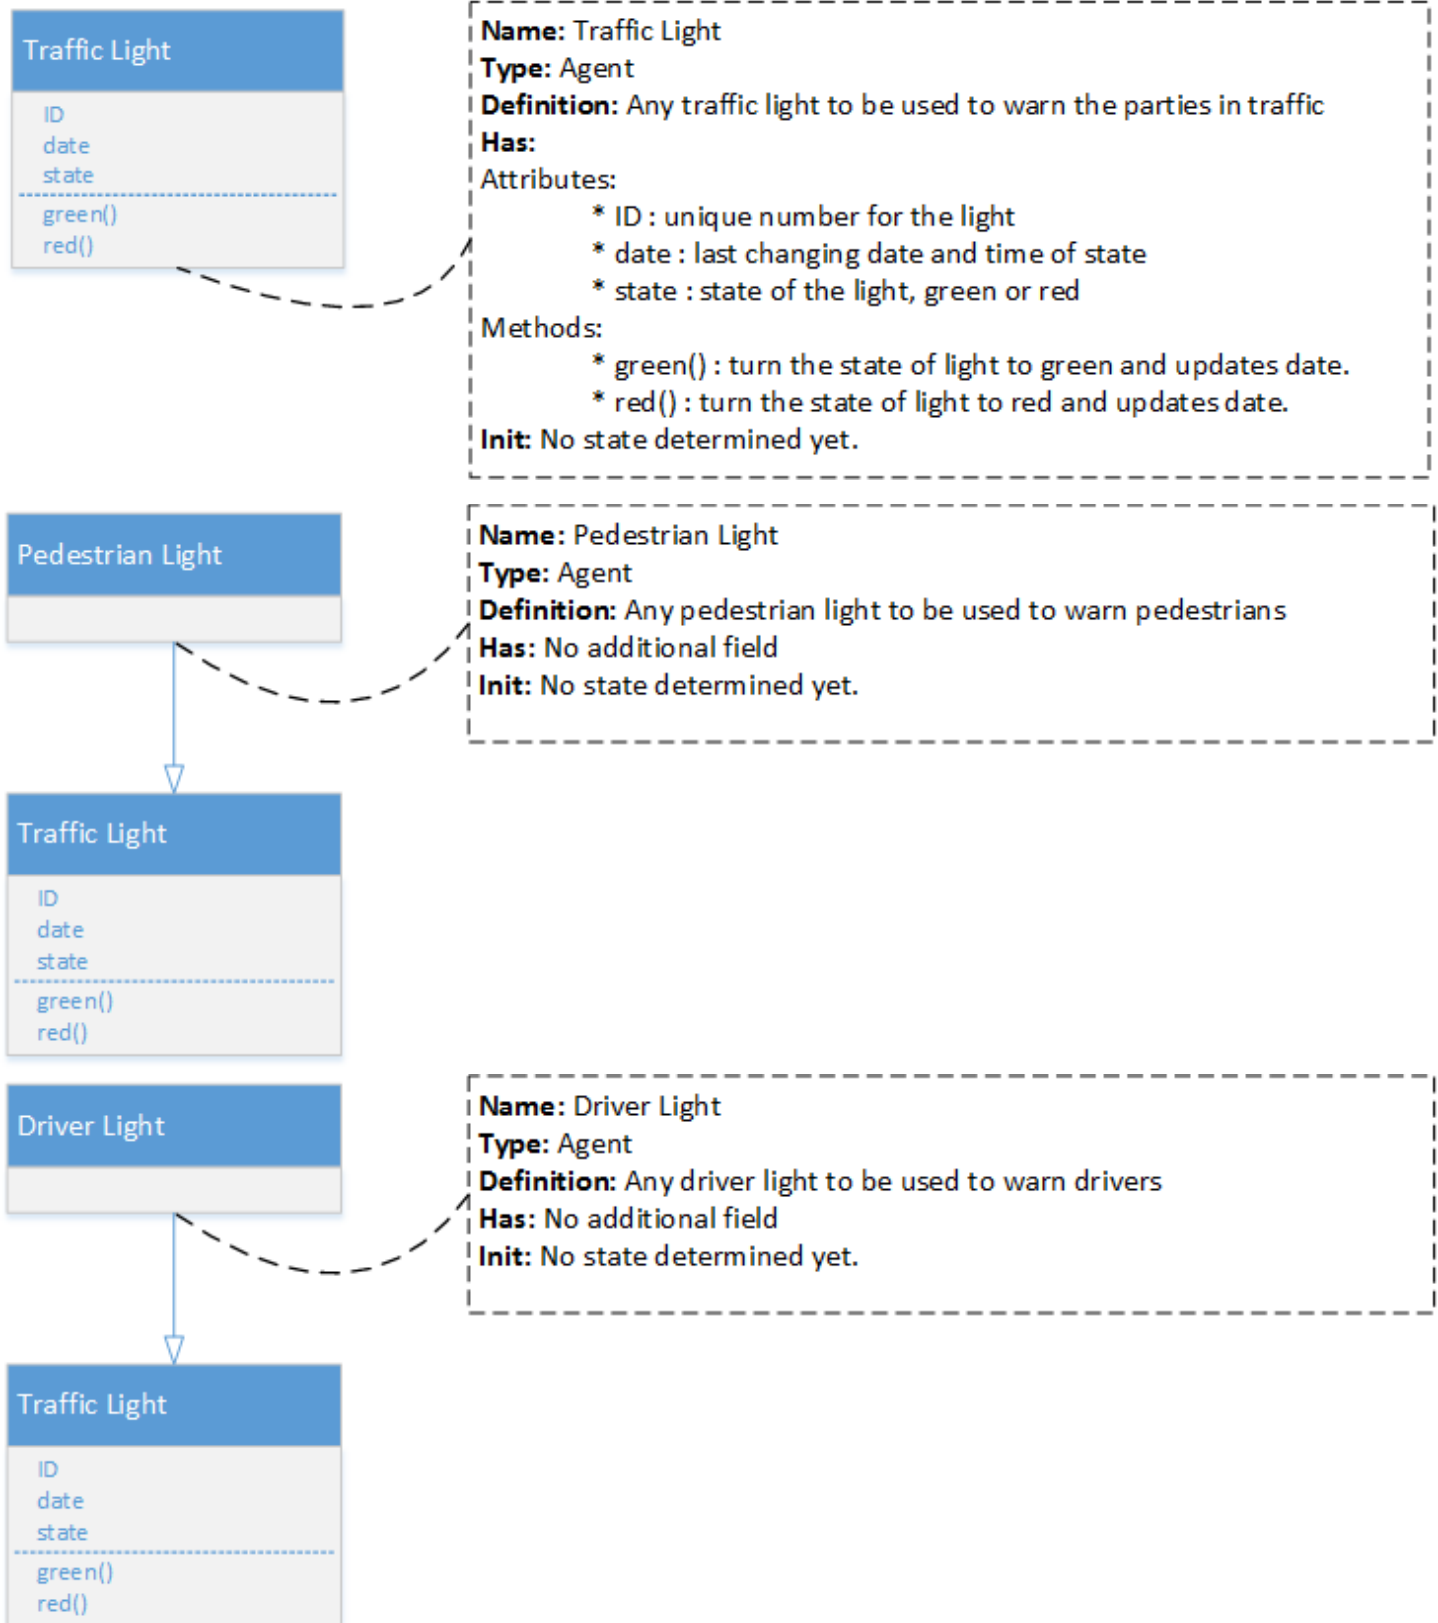 Traffic Light
ID
date
state
green()
red()
Name: Traffic Light
Type: Agent
Definition: Any traffic light to be used to warn the parties in traffic
Has:
Attributes:
* ID : unique number for the light
* date : last changing date and time of state
* state : state of the light, green or red
Methods:
* green() : turn the state of light to green and updates date.
* red() : turn the state of light to red and updates date.
Init: No state determined yet.
Pedestrian Light
Name: Pedestrian Light
Type: Agent
Definition: Any pedestrian light to be used to warn pedestrians
Has: No additional field
Init: No state determined yet.
Traffic Light
ID
date
state
green()
red()
Driver Light
Name: Driver Light
Type: Agent
Definition: Any driver light to be used to warn drivers
Has: No additional field
Init: No state determined yet.
Traffic Light
ID
date
state
green()
red()